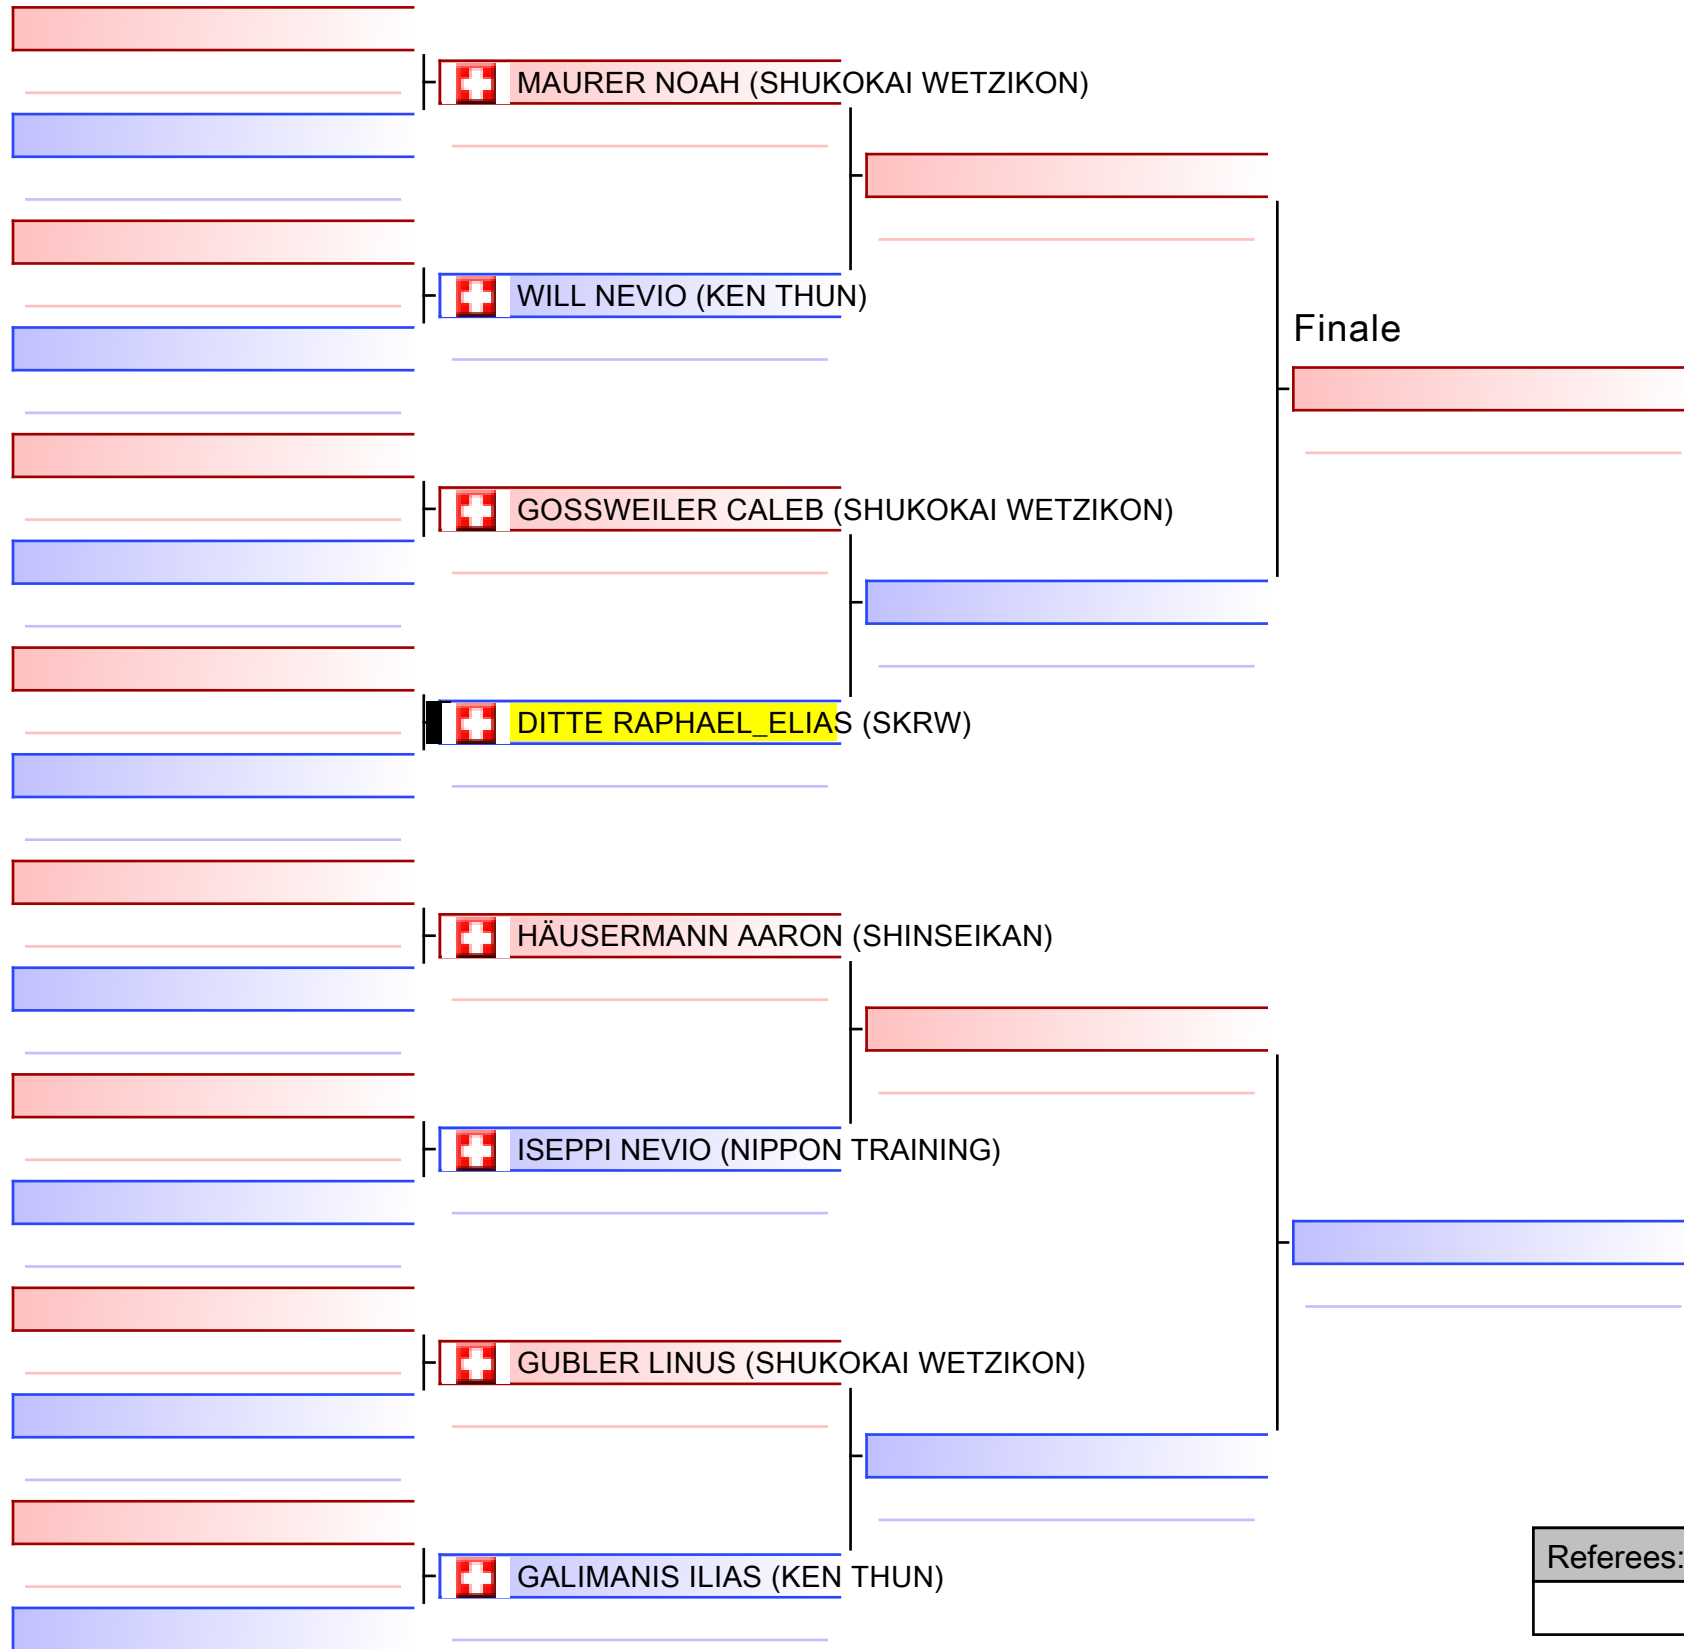 MAURER NOAH (SHUKOKAI WETZIKON)
WILL NEVIO (KEN THUN)
Finale
GOSSWEILER CALEB (SHUKOKAI WETZIKON)
DITTE RAPHAEL_ELIAS (SKRW)
HÄUSERMANN AARON (SHINSEIKAN)
ISEPPI NEVIO (NIPPON TRAINING)
GUBLER LINUS (SHUKOKAI WETZIKON)
Referees:
GALIMANIS ILIAS (KEN THUN)